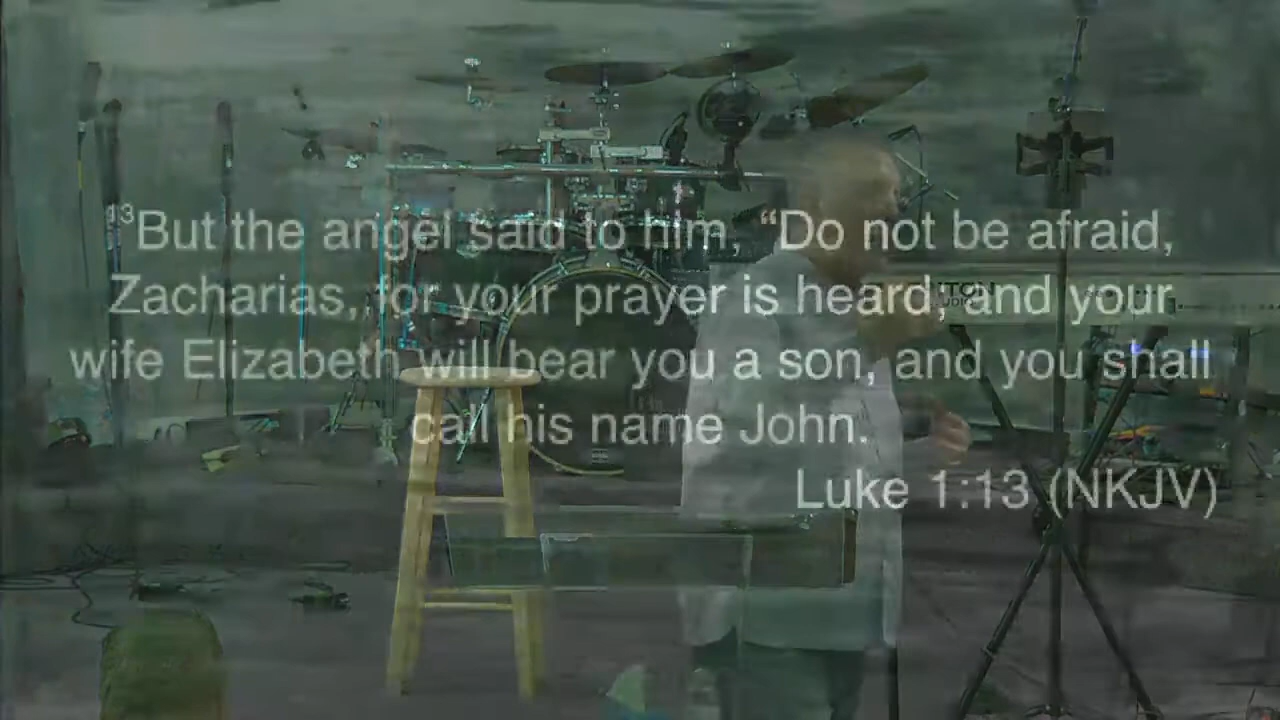 ¹³But the angel said to him, “Do not be afraid,
Zacharias, for your prayer is heard; and your
wife Elizabeth will bear you a son, and you shall
call his name John.
Luke 1:13 (NKJV)